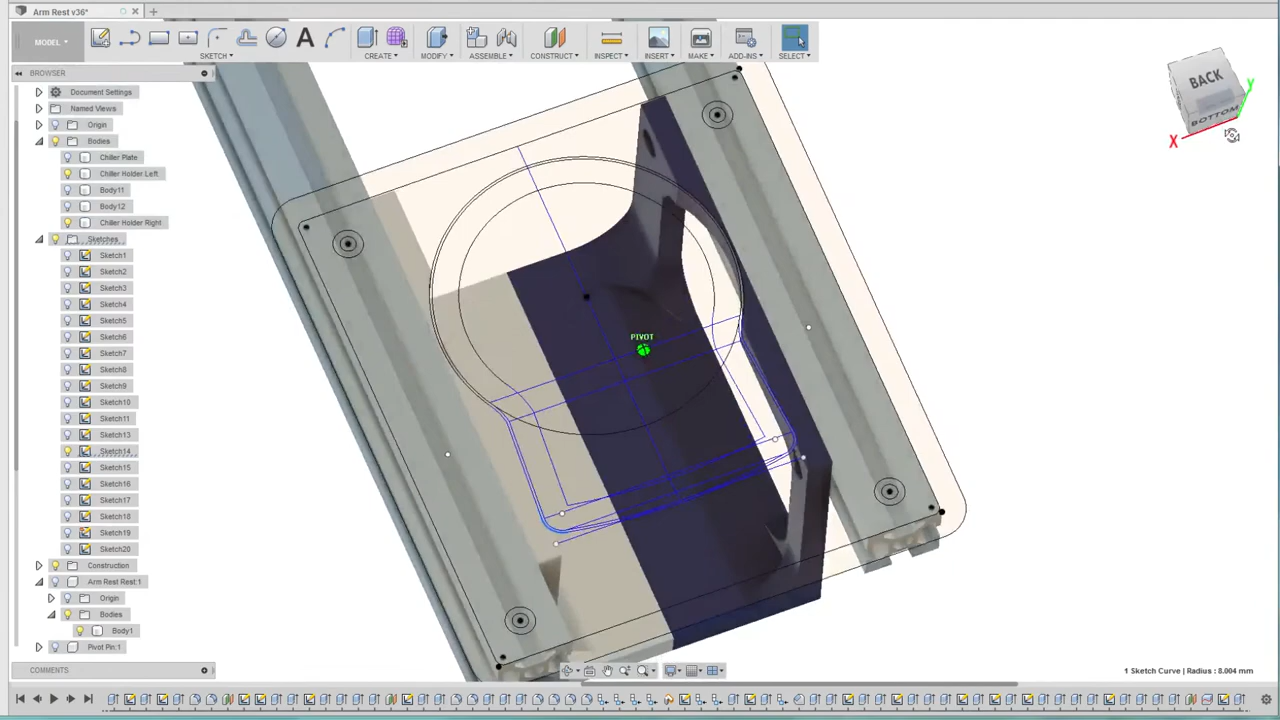 Arm Rest v36*
MODEL
SKETCH
CREATE
MODIFY
ASSEMBLE
CONSTRUCT
INSPECT
INSERT
MAKE
ADD-INS
SELECT
BROWSER
Document Settings
Named Views
Origin
Bodies
Chiller Plate
Chiller Holder Left
Body11
Body12
Chiller Holder Right
Sketches
Sketch1
Sketch2
Sketch3
Sketch4
Sketch5
Sketch6
Sketch7
Sketch8
Sketch9
Sketch10
Sketch11
Sketch13
Sketch14
Sketch15
Sketch16
Sketch17
Sketch18
Sketch19
Sketch20
Construction
Arm Rest Rest:1
Origin
Bodies
Body1
Pivot Pin:1
COMMENTS
PIVOT
BACK
BOTTOM
Y
X
1 Sketch Curve | Radius : 8.004 mm